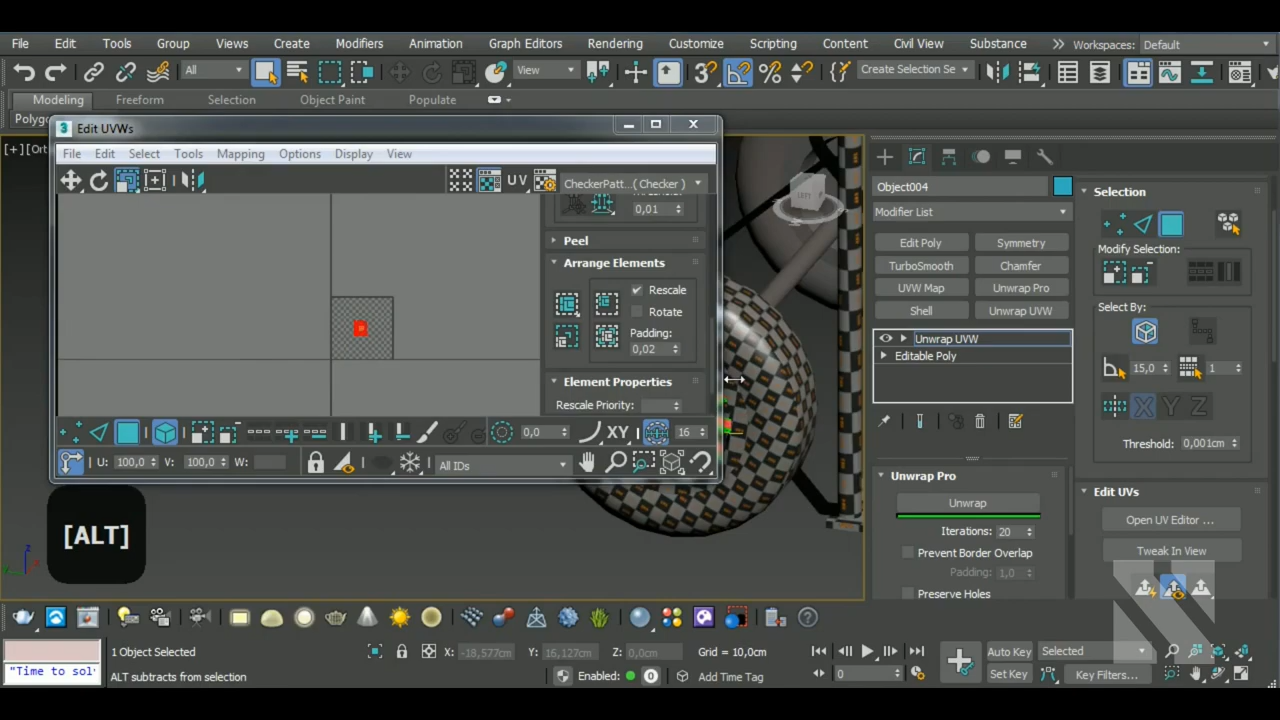 File Edit Tools Group Views Create Modifiers Animation Graph Editors Rendering Customize Scripting Content Civil View Substance Workspaces: Default
All View Create Selection Se
Modeling Freeform Selection Object Paint Populate
[+] [Ort
3 Edit UVWs
File Edit Select Tools Mapping Options Display View
UV CheckerPatt...( Checker )
0,01
Peel
Arrange Elements
Rescale
Rotate
Padding:
0,02
Element Properties
Rescale Priority:
0,0 XY 16
U: 100,0 V: 100,0 W: All IDs
[ALT]
LEFT
Object004
Modifier List
Edit Poly Symmetry
TurboSmooth Chamfer
UVW Map Unwrap Pro
Shell Unwrap UVW
Unwrap UVW
Editable Poly
Unwrap Pro
Unwrap
Iterations: 20
Prevent Border Overlap
Padding: 1,0
Preserve Holes
Selection
Modify Selection:
Select By:
15,0 1
X Y Z
Threshold: 0,001cm
Edit UVs
Open UV Editor ...
Tweak In View
1 Object Selected X: -18,577cm Y: 16,127cm Z: 0,0cm Grid = 10,0cm Auto Key Selected
"Time to sol ALT subtracts from selection Enabled: 0 Add Time Tag 0 Set Key Key Filters...